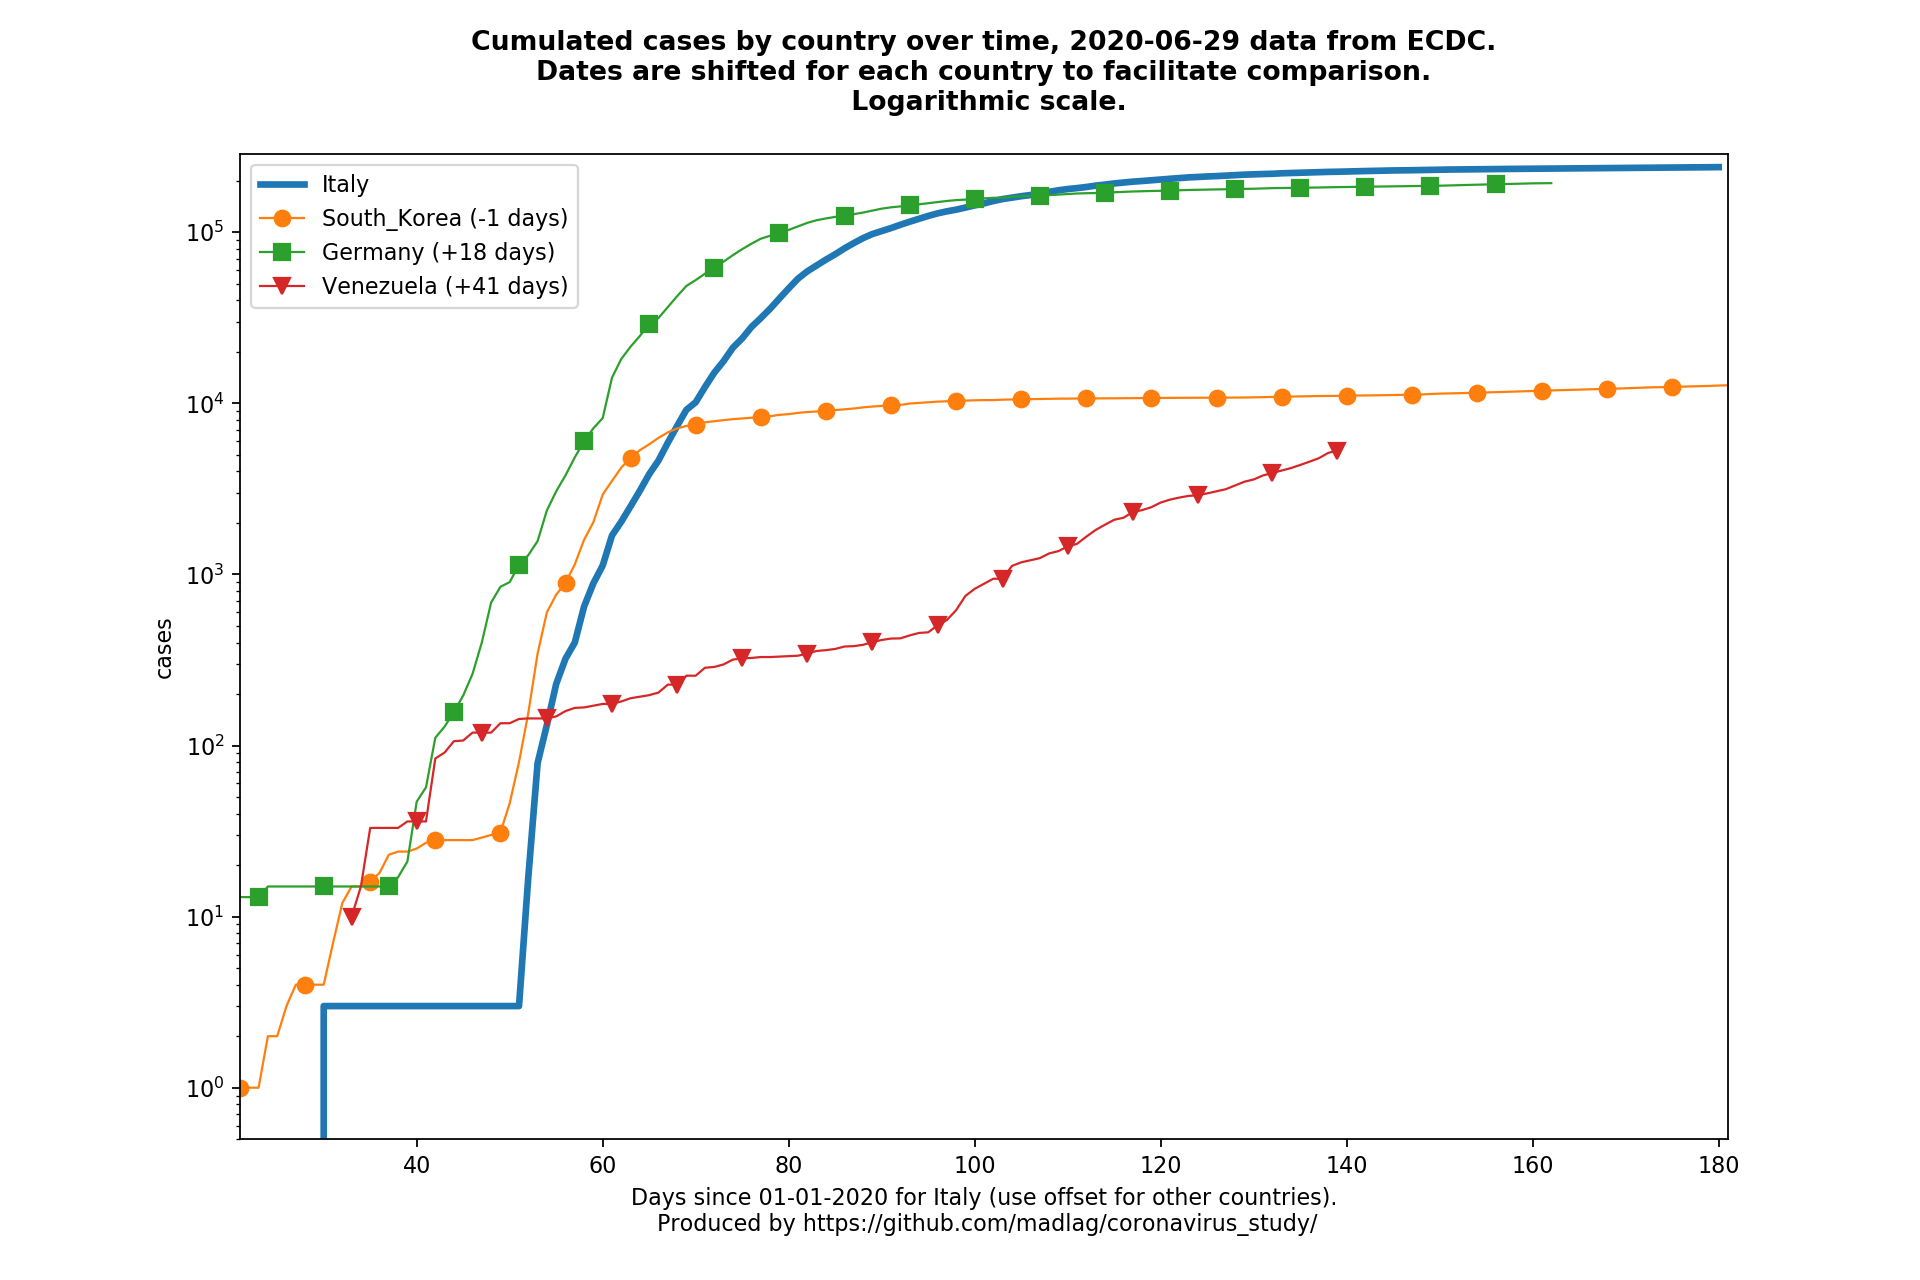 Cumulated cases by country over time, 2020-06-29 data from ECDC.
Dates are shifted for each country to facilitate comparison.
Logarithmic scale.
Italy
South_Korea (-1 days)
Germany (+18 days)
Venezuela (+41 days)
cases
10^5
10^4
10^3
10^2
10^1
10^0
40 60 80 100 120 140 160 180
Days since 01-01-2020 for Italy (use offset for other countries).
Produced by https://github.com/madlag/coronavirus_study/